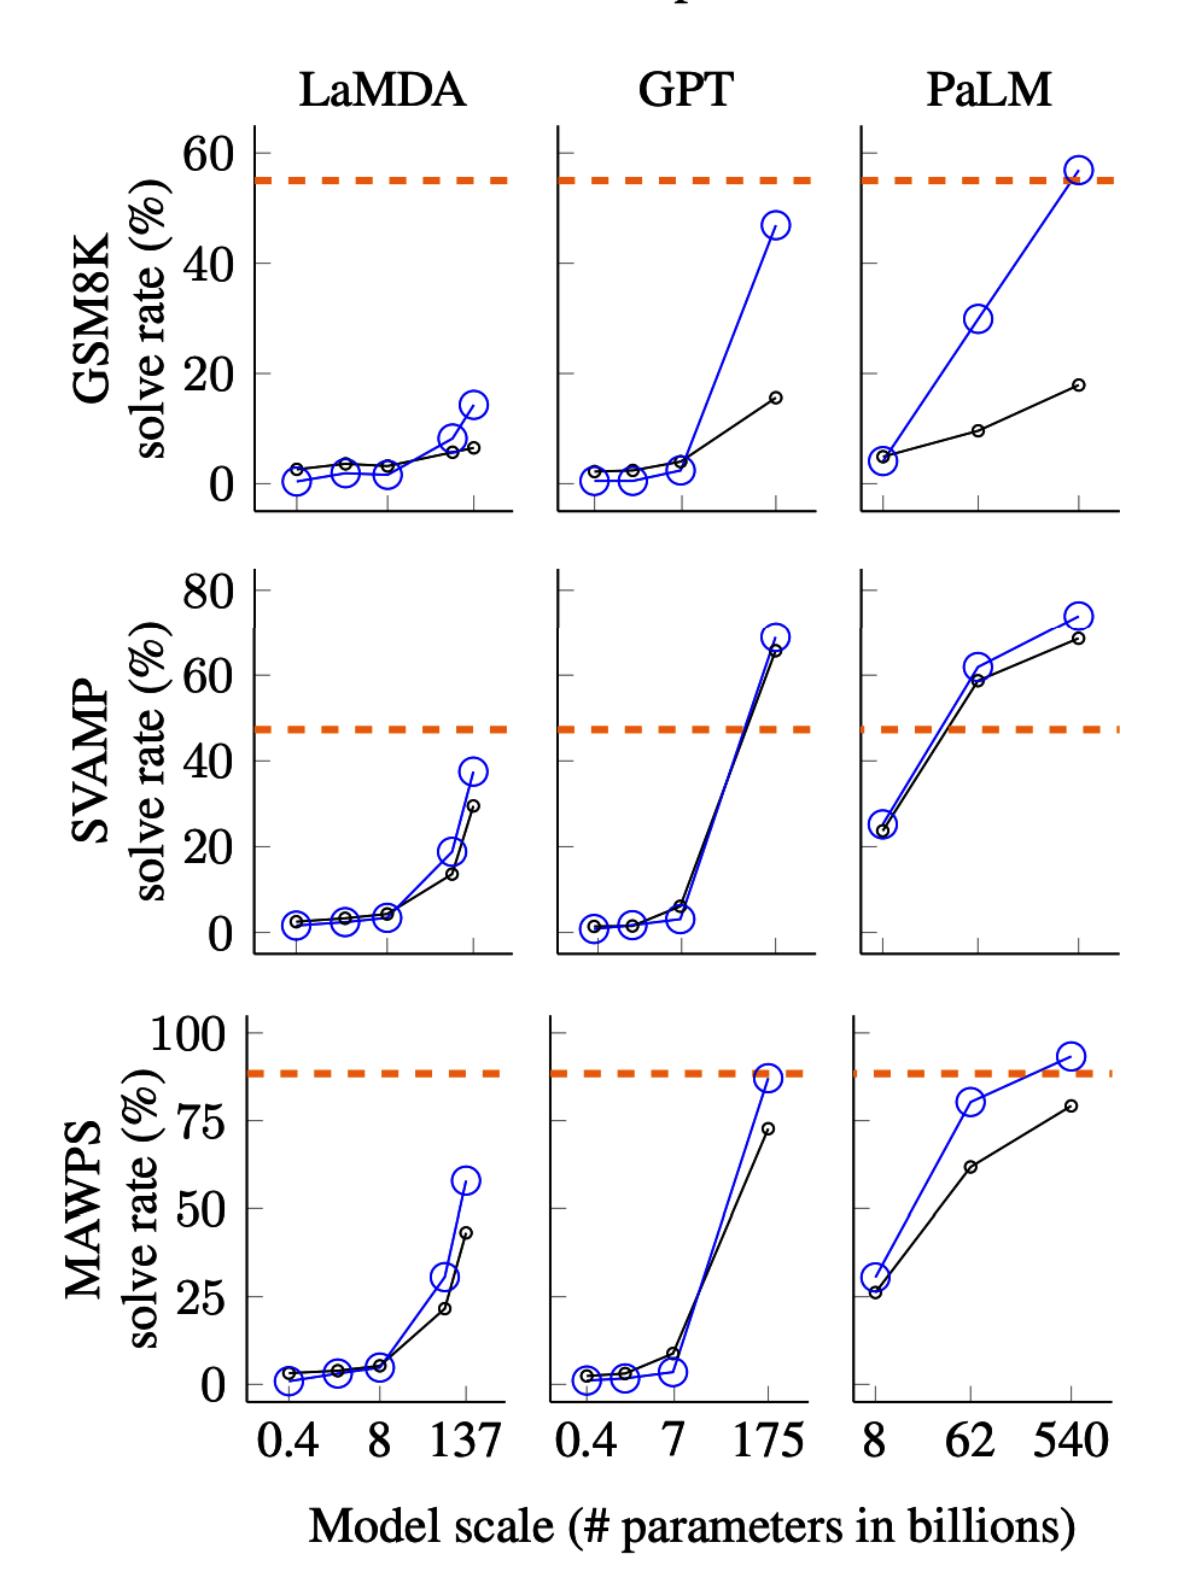 LaMDA GPT PaLM
GSM8K
solve rate (%)
60
40
20
0
SVAMP
solve rate (%)
80
60
40
20
0
MAWPS
solve rate (%)
100
75
50
25
0
0.4 8 137 0.4 7 175 8 62 540
Model scale (# parameters in billions)